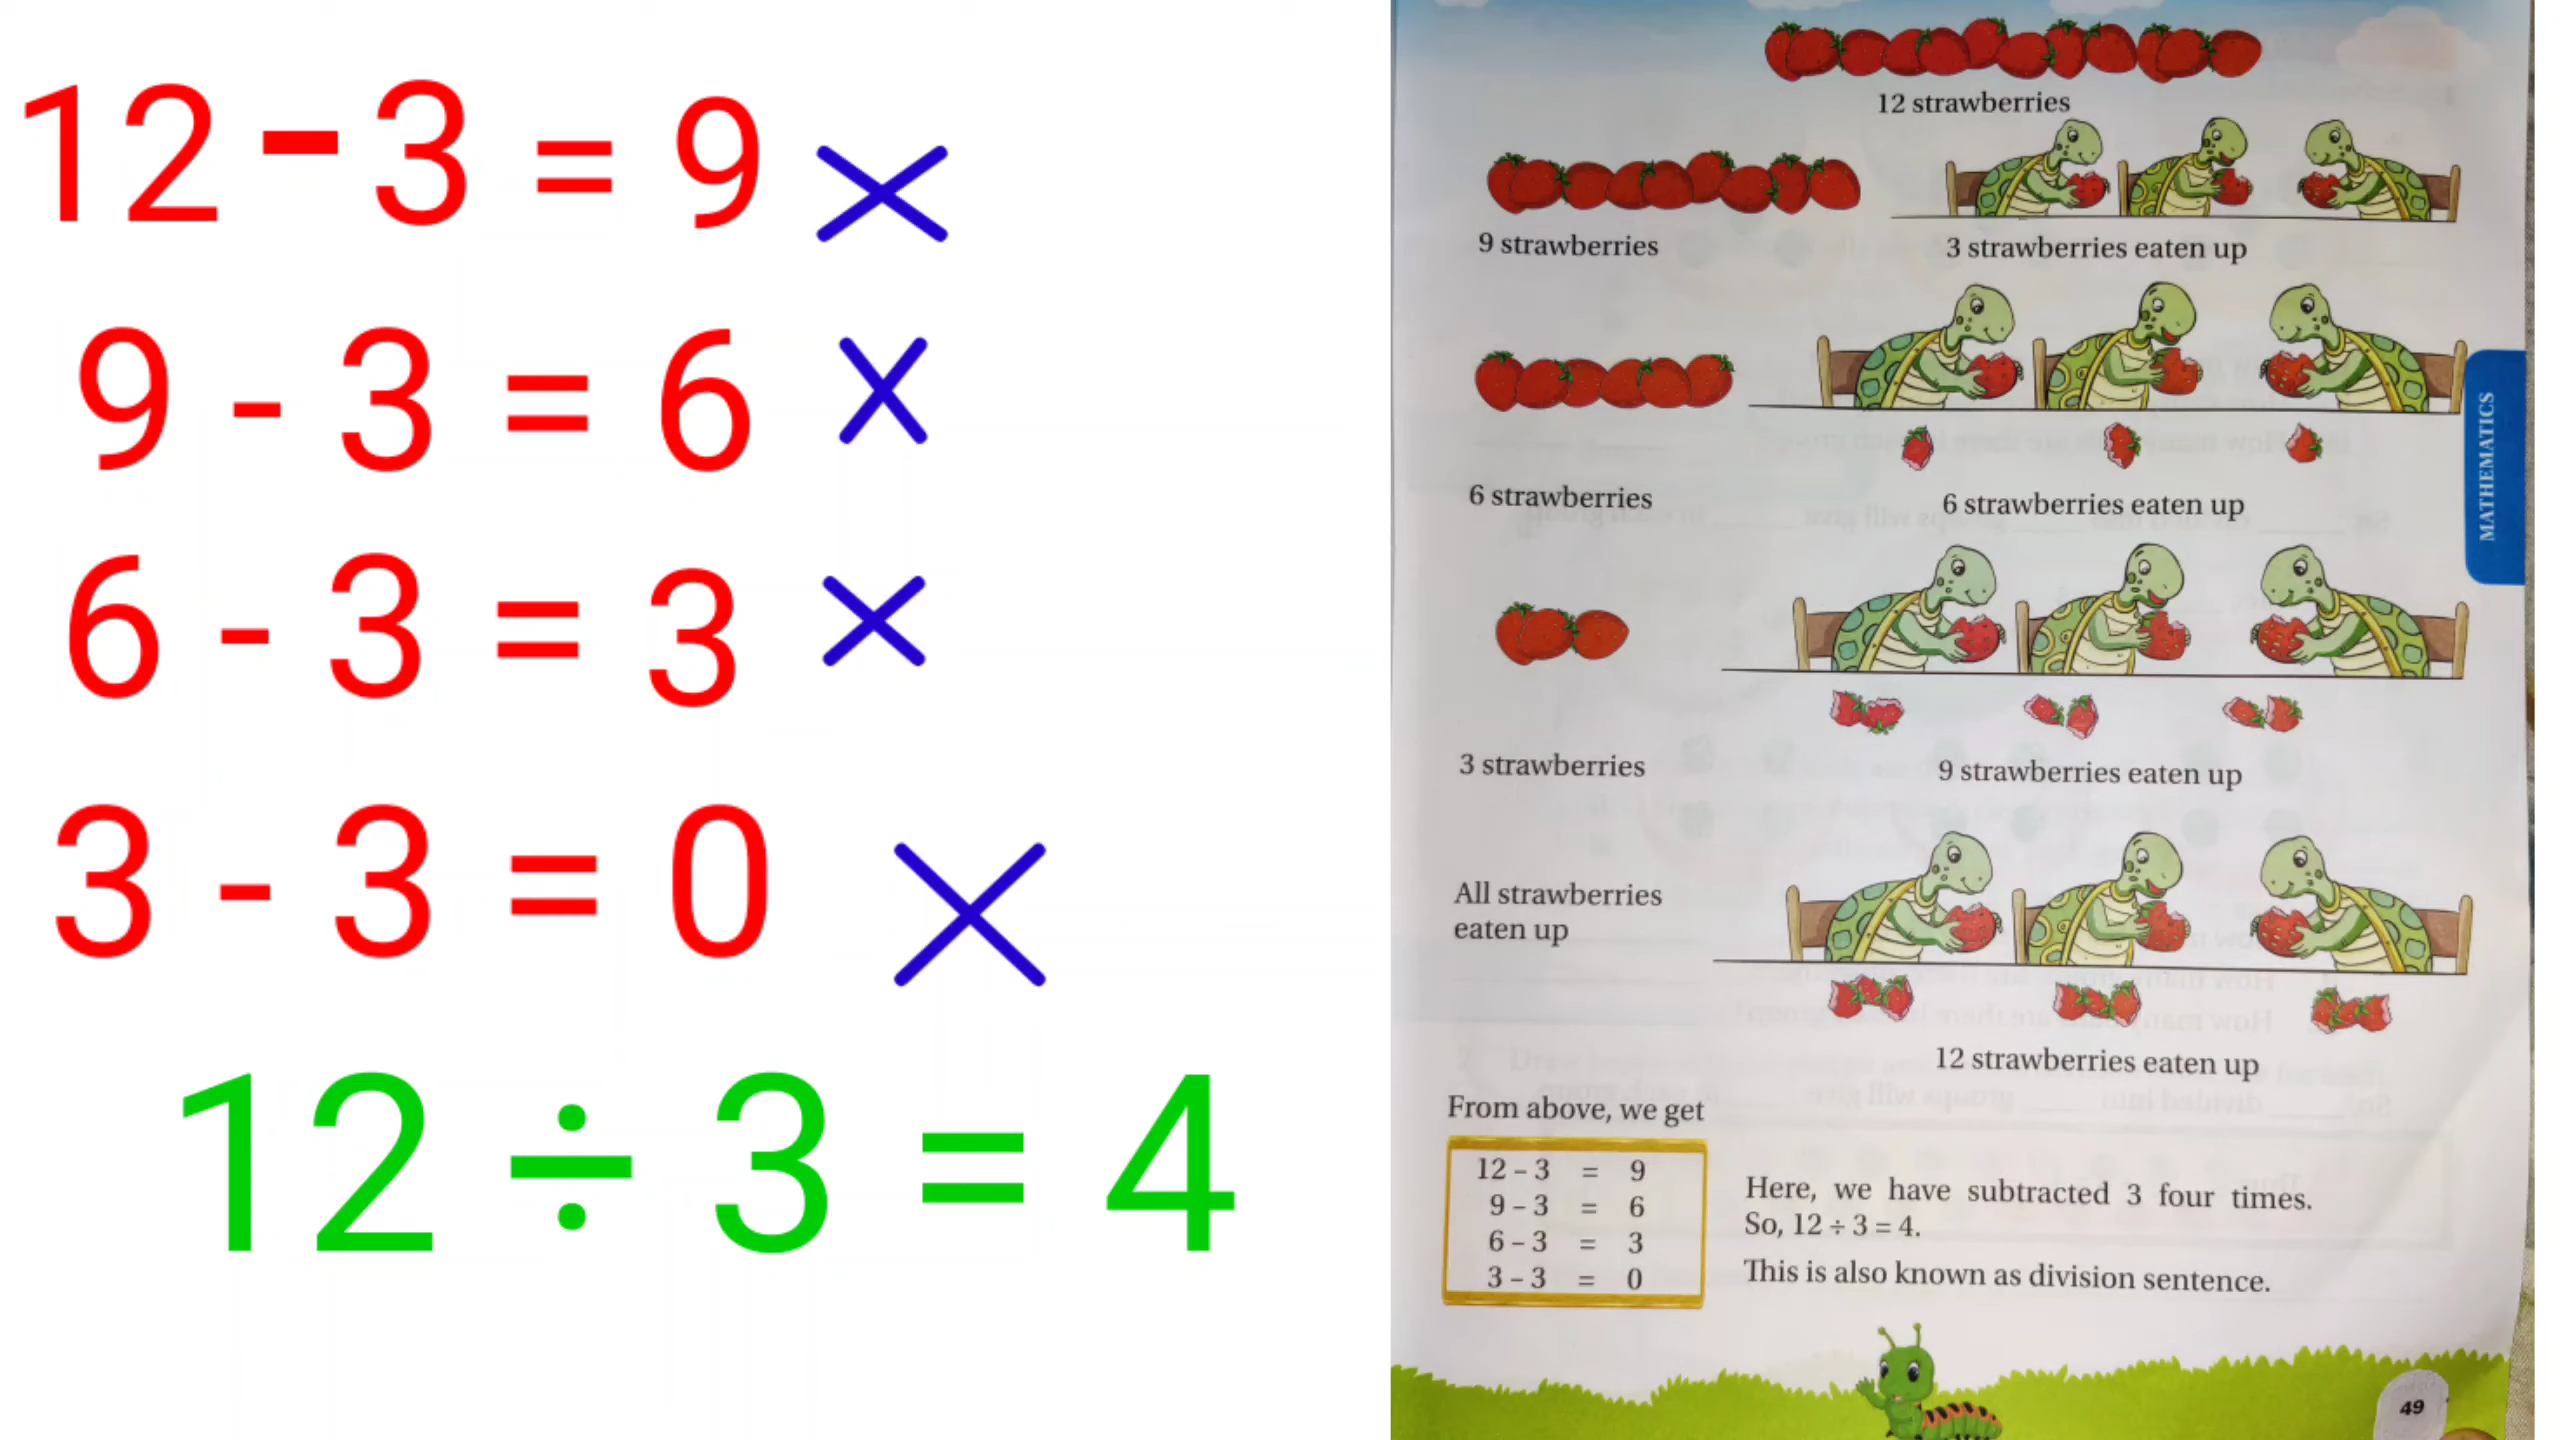 12 - 3 = 9 ×
9 - 3 = 6 ×
6 - 3 = 3 ×
3 - 3 = 0 ×
12 ÷ 3 = 4
12 strawberries
9 strawberries
3 strawberries eaten up
6 strawberries
6 strawberries eaten up
3 strawberries
9 strawberries eaten up
All strawberries
eaten up
12 strawberries eaten up
MATHEMATICS
From above, we get
12 – 3 = 9
9 – 3 = 6
6 – 3 = 3
3 – 3 = 0
Here, we have subtracted 3 four times.
So, 12 ÷ 3 = 4.
This is also known as division sentence.
49